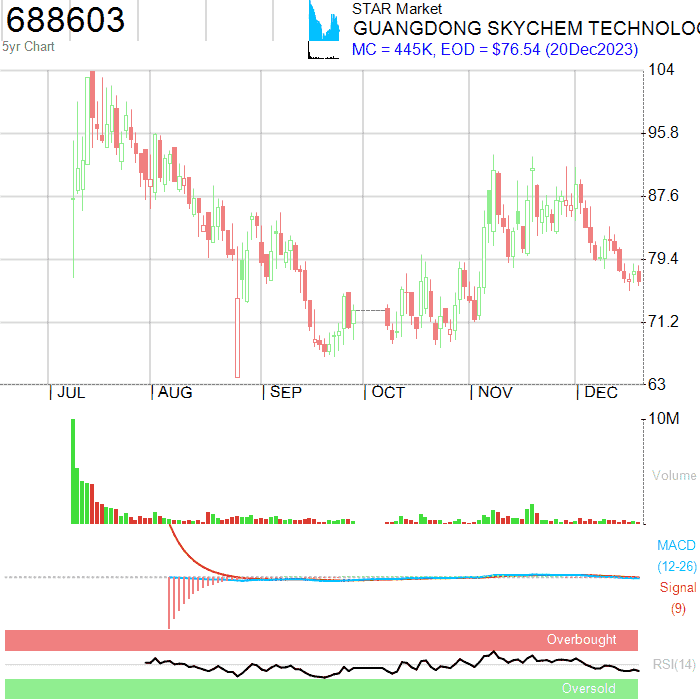 688603
5yr Chart
STAR Market
GUANGDONG SKYCHEM TECHNOLO
MC = 445K, EOD = $76.54 (20Dec2023)
104
95.8
87.6
79.4
71.2
63
JUL AUG SEP OCT NOV DEC
10M
Volume
MACD
(12-26)
Signal
(9)
Overbought
RSI(14)
Oversold